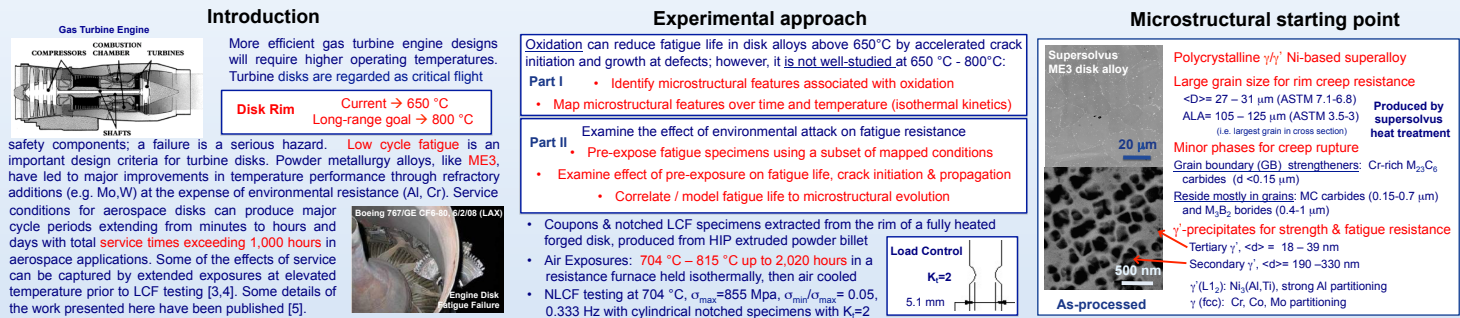 Introduction
Gas Turbine Engine
COMPRESSORS
COMBUSTION
CHAMBER
TURBINES
SHAFTS
More efficient gas turbine engine designs
will require higher operating temperatures.
Turbine disks are regarded as critical flight
Disk Rim
Current → 650 °C
Long-range goal → 800 °C
safety components; a failure is a serious hazard. Low cycle fatigue is an
important design criteria for turbine disks. Powder metallurgy alloys, like ME3,
have led to major improvements in temperature performance through refractory
additions (e.g. Mo,W) at the expense of environmental resistance (Al, Cr). Service
conditions for aerospace disks can produce major
cycle periods extending from minutes to hours and
days with total service times exceeding 1,000 hours in
aerospace applications. Some of the effects of service
can be captured by extended exposures at elevated
temperature prior to LCF testing [3,4]. Some details of
the work presented here have been published [5].
Boeing 767/GE CF6-80, 6/2/08 (LAX)
Engine Disk
Fatigue Failure
Experimental approach
Oxidation can reduce fatigue life in disk alloys above 650°C by accelerated crack
initiation and growth at defects; however, it is not well-studied at 650 °C - 800°C:
Part I
• Identify microstructural features associated with oxidation
• Map microstructural features over time and temperature (isothermal kinetics)
Part II
Examine the effect of environmental attack on fatigue resistance
• Pre-expose fatigue specimens using a subset of mapped conditions
• Examine effect of pre-exposure on fatigue life, crack initiation & propagation
• Correlate / model fatigue life to microstructural evolution
• Coupons & notched LCF specimens extracted from the rim of a fully heated
forged disk, produced from HIP extruded powder billet
• Air Exposures: 704 °C – 815 °C up to 2,020 hours in a
resistance furnace held isothermally, then air cooled
• NLCF testing at 704 °C, σmax=855 Mpa, σmin/σmax= 0.05,
0.333 Hz with cylindrical notched specimens with Kt=2
Load Control
Kt=2
5.1 mm
Microstructural starting point
Supersolvus
ME3 disk alloy
20 μm
500 nm
As-processed
Polycrystalline γ/γ' Ni-based superalloy
Large grain size for rim creep resistance
<D>= 27 – 31 μm (ASTM 7.1-6.8)
ALA= 105 – 125 μm (ASTM 3.5-3)
(i.e. largest grain in cross section)
Produced by
supersolvus
heat treatment
Minor phases for creep rupture
Grain boundary (GB) strengtheners: Cr-rich M23C6
carbides (d <0.15 μm)
Reside mostly in grains: MC carbides (0.15-0.7 μm)
and M3B2 borides (0.4-1 μm)
γ'-precipitates for strength & fatigue resistance
Tertiary γ', <d> = 18 – 39 nm
Secondary γ', <d>= 190 –330 nm
γ'(L12): Ni3(Al,Ti), strong Al partitioning
γ (fcc): Cr, Co, Mo partitioning